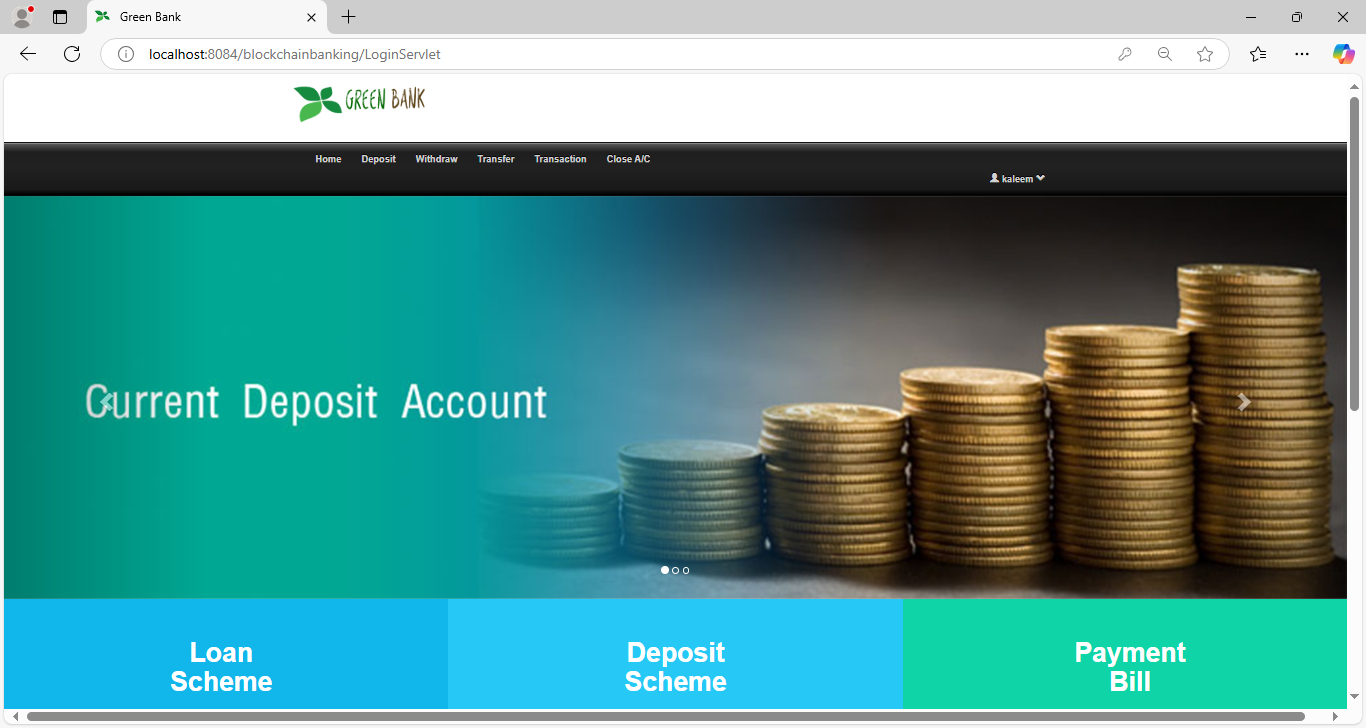 Green Bank
localhost:8084/blockchainbanking/LoginServlet
GREEN BANK
Home Deposit Withdraw Transfer Transaction Close A/C
kaleem
Current Deposit Account
Loan
Scheme
Deposit
Scheme
Payment
Bill